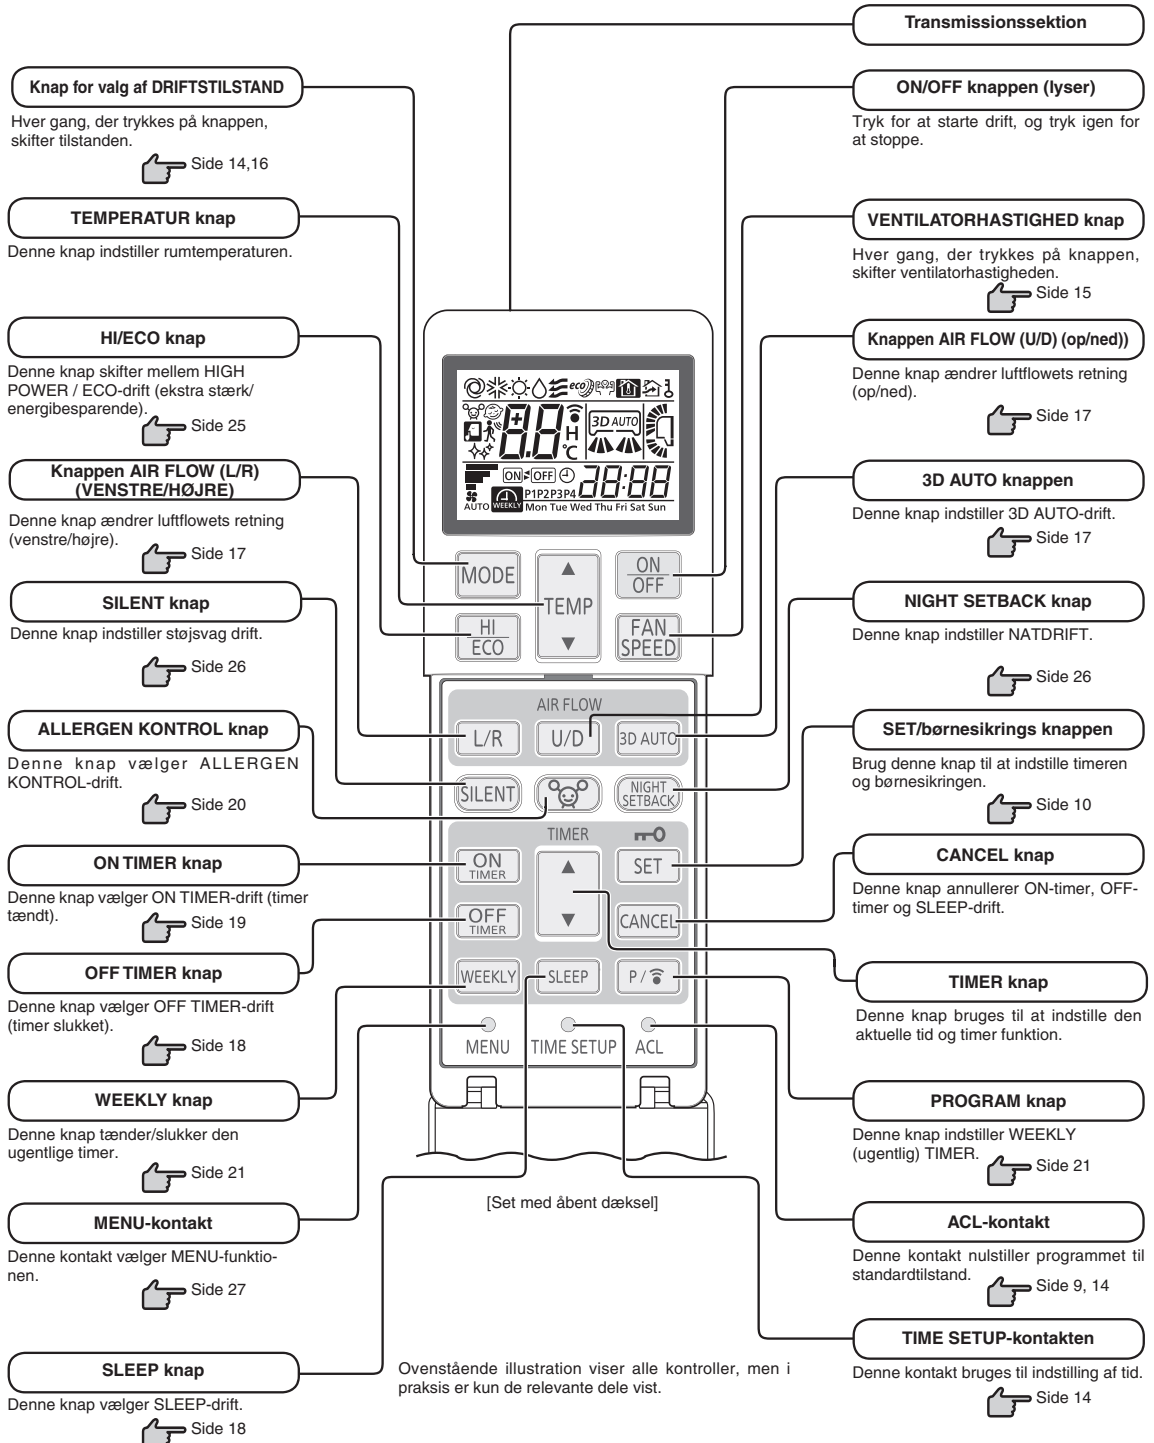 Transmissionssektion
Knap for valg af DRIFTSTILSTAND
Hver gang, der trykkes på knappen,
skifter tilstanden.
Side 14,16
TEMPERATUR knap
Denne knap indstiller rumtemperaturen.
HI/ECO knap
Denne knap skifter mellem HIGH
POWER / ECO-drift (ekstra stærk/
energibesparende).
Side 25
Knappen AIR FLOW (L/R)
(VENSTRE/HØJRE)
Denne knap ændrer luftflowets retning
(venstre/højre).
Side 17
SILENT knap
Denne knap indstiller støjsvag drift.
Side 26
ALLERGEN KONTROL knap
Denne knap vælger ALLERGEN
KONTROL-drift.
Side 20
ON TIMER knap
Denne knap vælger ON TIMER-drift (timer
tændt).
Side 19
OFF TIMER knap
Denne knap vælger OFF TIMER-drift
(timer slukket).
Side 18
WEEKLY knap
Denne knap tænder/slukker den
ugentlige timer.
Side 21
MENU-kontakt
Denne kontakt vælger MENU-funktio-
nen.
Side 27
SLEEP knap
Denne knap vælger SLEEP-drift.
Side 18
eco
3D AUTO
8.8 H
°C
ON OFF
28:88
P1P2P3P4
AUTO WEEKLY Mon Tue Wed Thu Fri Sat Sun
MODE
TEMP
ON
OFF
HI
ECO
FAN
SPEED
AIR FLOW
L/R
U/D
3D AUTO
SILENT
NIGHT
SETBACK
TIMER
ON
TIMER
SET
OFF
TIMER
CANCEL
WEEKLY
SLEEP
P/
MENU
TIME SETUP
ACL
[Set med åbent dæksel]
Ovenstående illustration viser alle kontroller, men i
praksis er kun de relevante dele vist.
ON/OFF knappen (lyser)
Tryk for at starte drift, og tryk igen for
at stoppe.
VENTILATORHASTIGHED knap
Hver gang, der trykkes på knappen,
skifter ventilatorhastigheden.
Side 15
Knappen AIR FLOW (U/D) (op/ned))
Denne knap ændrer luftflowets retning
(op/ned).
Side 17
3D AUTO knappen
Denne knap indstiller 3D AUTO-drift.
Side 17
NIGHT SETBACK knap
Denne knap indstiller NATDRIFT.
Side 26
SET/børnesikrings knappen
Brug denne knap til at indstille timeren
og børnesikringen.
Side 10
CANCEL knap
Denne knap annullerer ON-timer, OFF-
timer og SLEEP-drift.
TIMER knap
Denne knap bruges til at indstille den
aktuelle tid og timer funktion.
PROGRAM knap
Denne knap indstiller WEEKLY
(ugentlig) TIMER.
Side 21
ACL-kontakt
Denne kontakt nulstiller programmet til
standardtilstand.
Side 9, 14
TIME SETUP-kontakten
Denne kontakt bruges til indstilling af tid.
Side 14